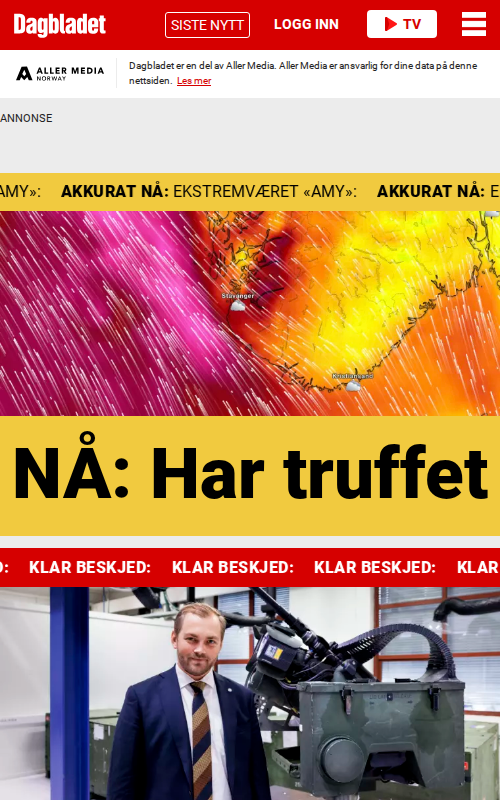 Dagbladet
SISTE NYTT
LOGG INN
TV
ALLER MEDIA
NORWAY
Dagbladet er en del av Aller Media. Aller Media er ansvarlig for dine data på denne
nettsiden. Les mer
ANNONSE
AMY»: AKKURAT NÅ: EKSTREMVÆRET «AMY»: AKKURAT NÅ: E
Stavanger
Kristiansand
NÅ: Har truffet
D: KLAR BESKJED: KLAR BESKJED: KLAR BESKJED: KLAR